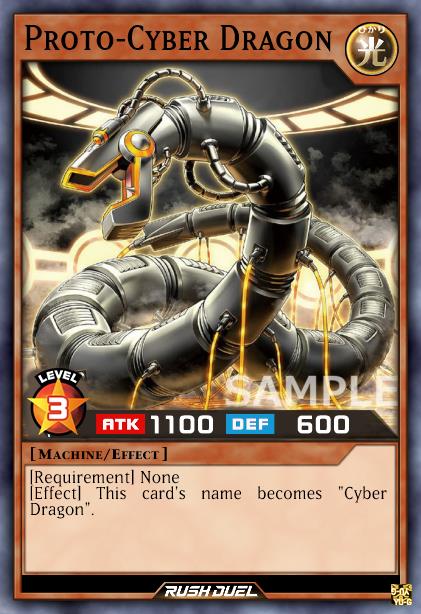 PROTO-CYBER DRAGON
ひかり
光
SAMPLE
LEVEL
3
ATK 1100 DEF 600
[MACHINE/EFFECT]
[Requirement] None
[Effect] This card's name becomes "Cyber
Dragon".
RUSH DUEL